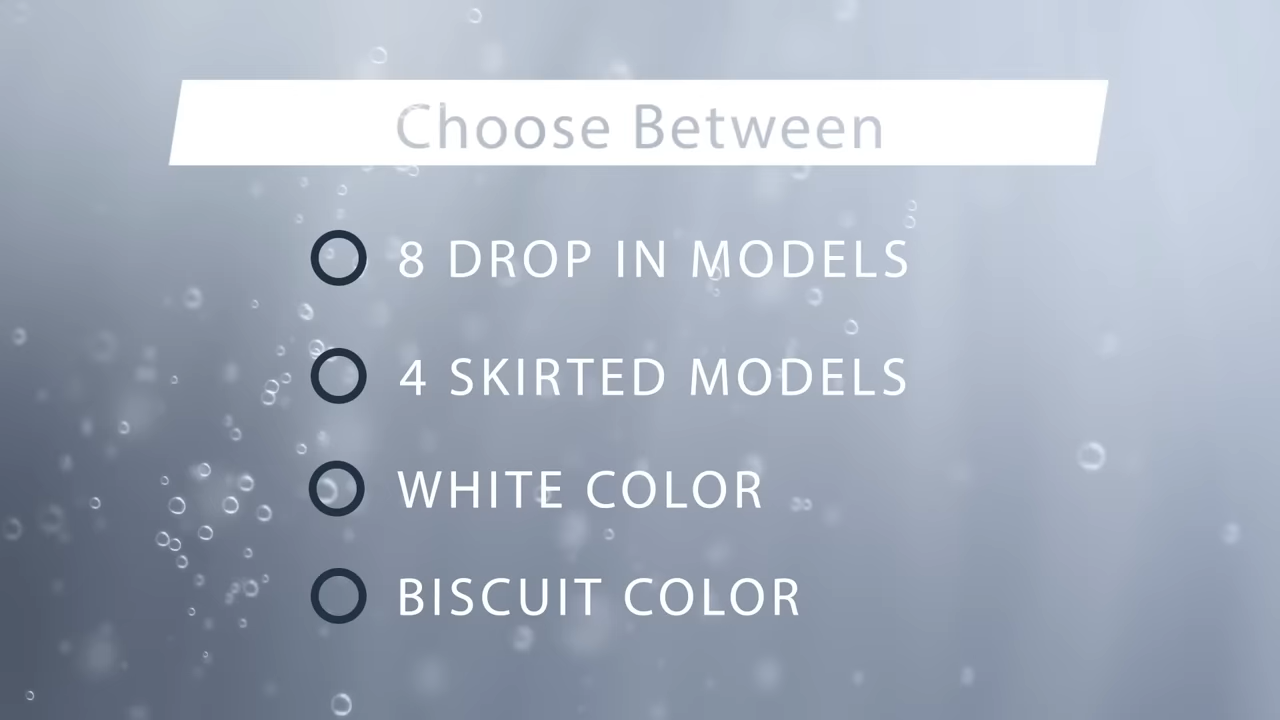 Choose Between
8 DROP IN MODELS
4 SKIRTED MODELS
WHITE COLOR
BISCUIT COLOR